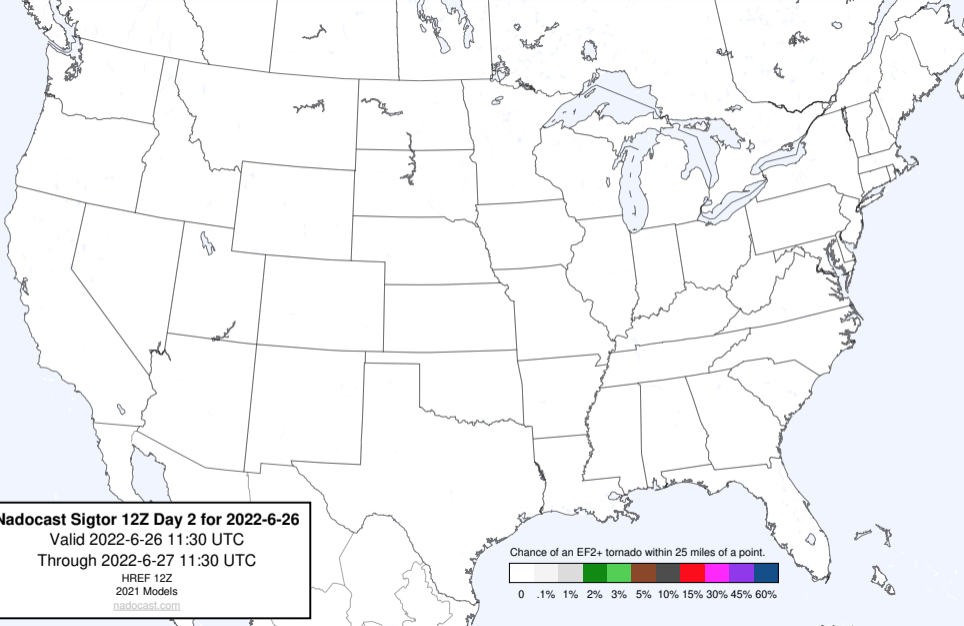 Nadocast Sigtor 12Z Day 2 for 2022-6-26
Valid 2022-6-26 11:30 UTC
Through 2022-6-27 11:30 UTC
HREF 12Z
2021 Models
nadocast.com
Chance of an EF2+ tornado within 25 miles of a point.
0 .1% 1% 2% 3% 5% 10% 15% 30% 45% 60%